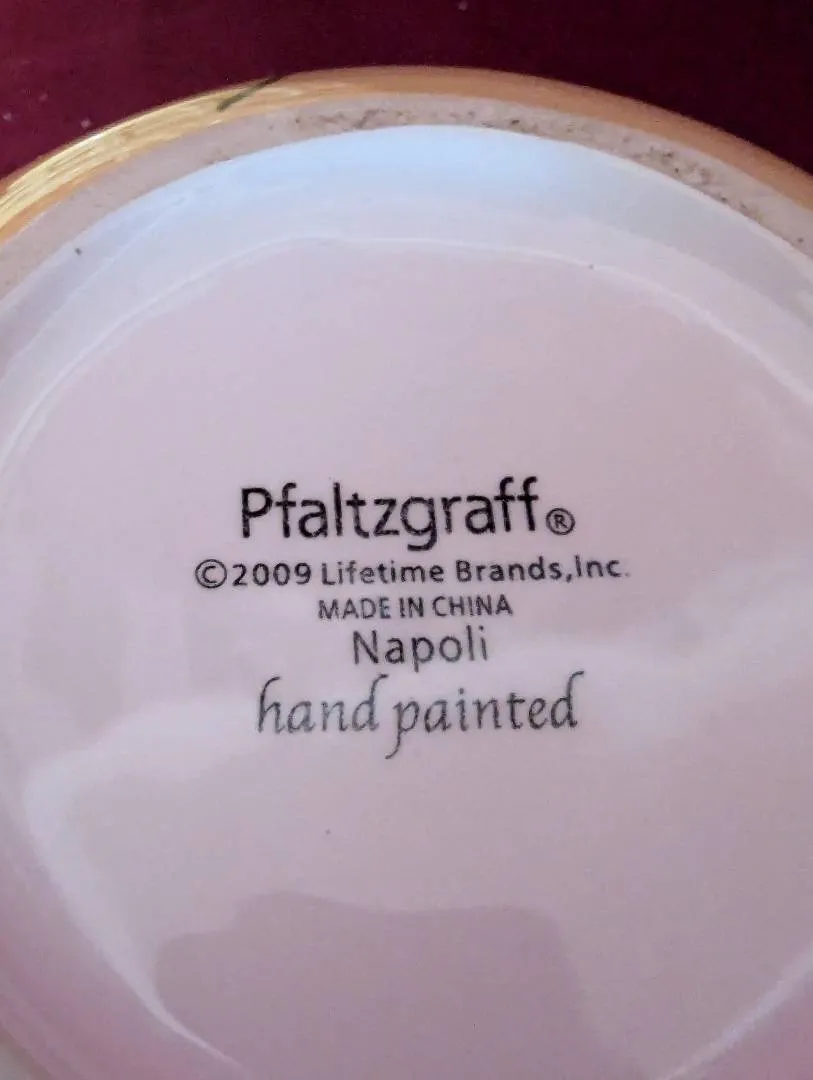 Pfaltzgraff®
©2009 Lifetime Brands,Inc.
MADE IN CHINA
Napoli
hand painted